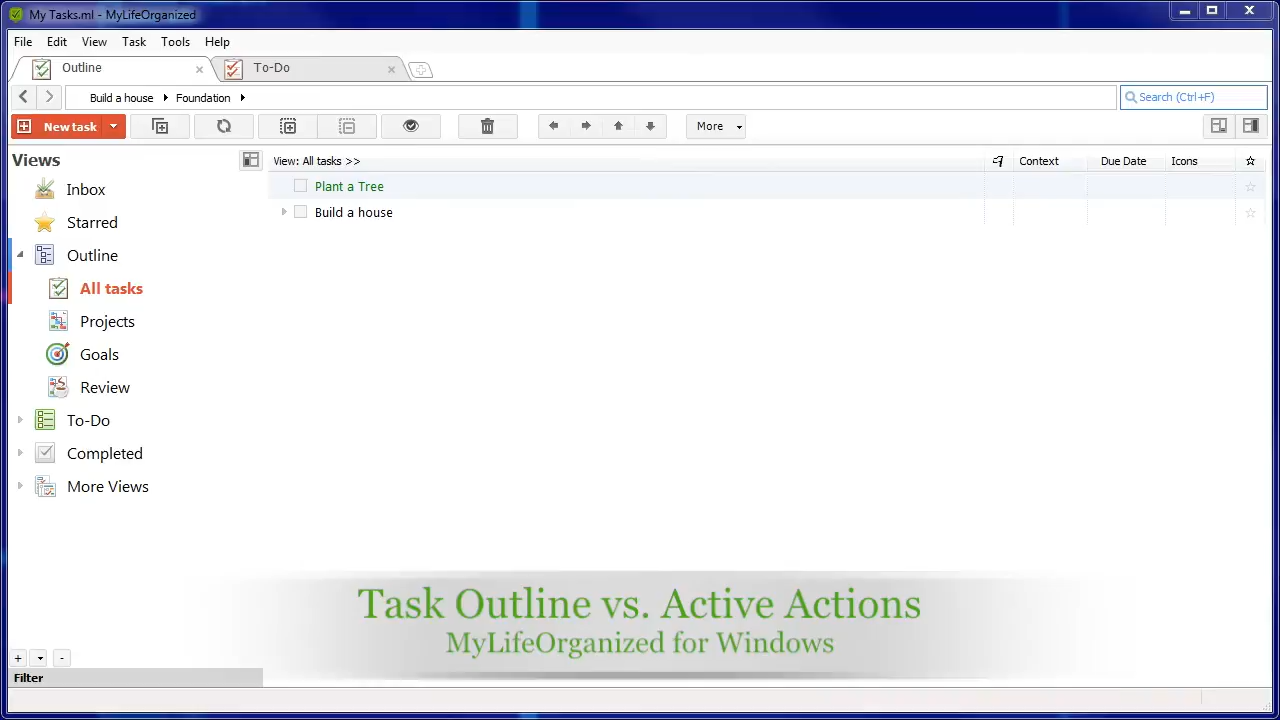 My Tasks.ml - MyLifeOrganized
File Edit View Task Tools Help
Outline To-Do
Build a house Foundation Search (Ctrl+F)
New task More
Views
View: All tasks >> Context Due Date Icons
Inbox
Plant a Tree
Build a house
Starred
Outline
All tasks
Projects
Goals
Review
To-Do
Completed
More Views
Task Outline vs. Active Actions
MyLifeOrganized for Windows
+ -
Filter